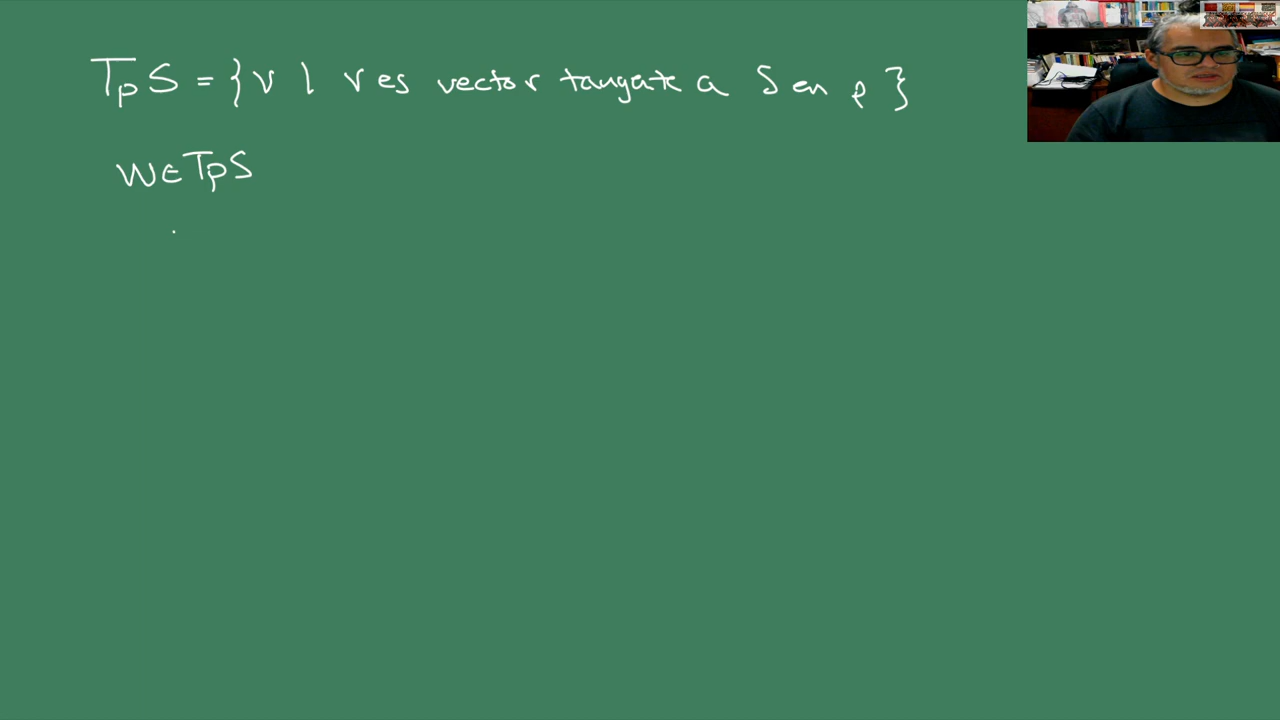 TpS = {v | v es vector tangate a S en p}
W∈TpS